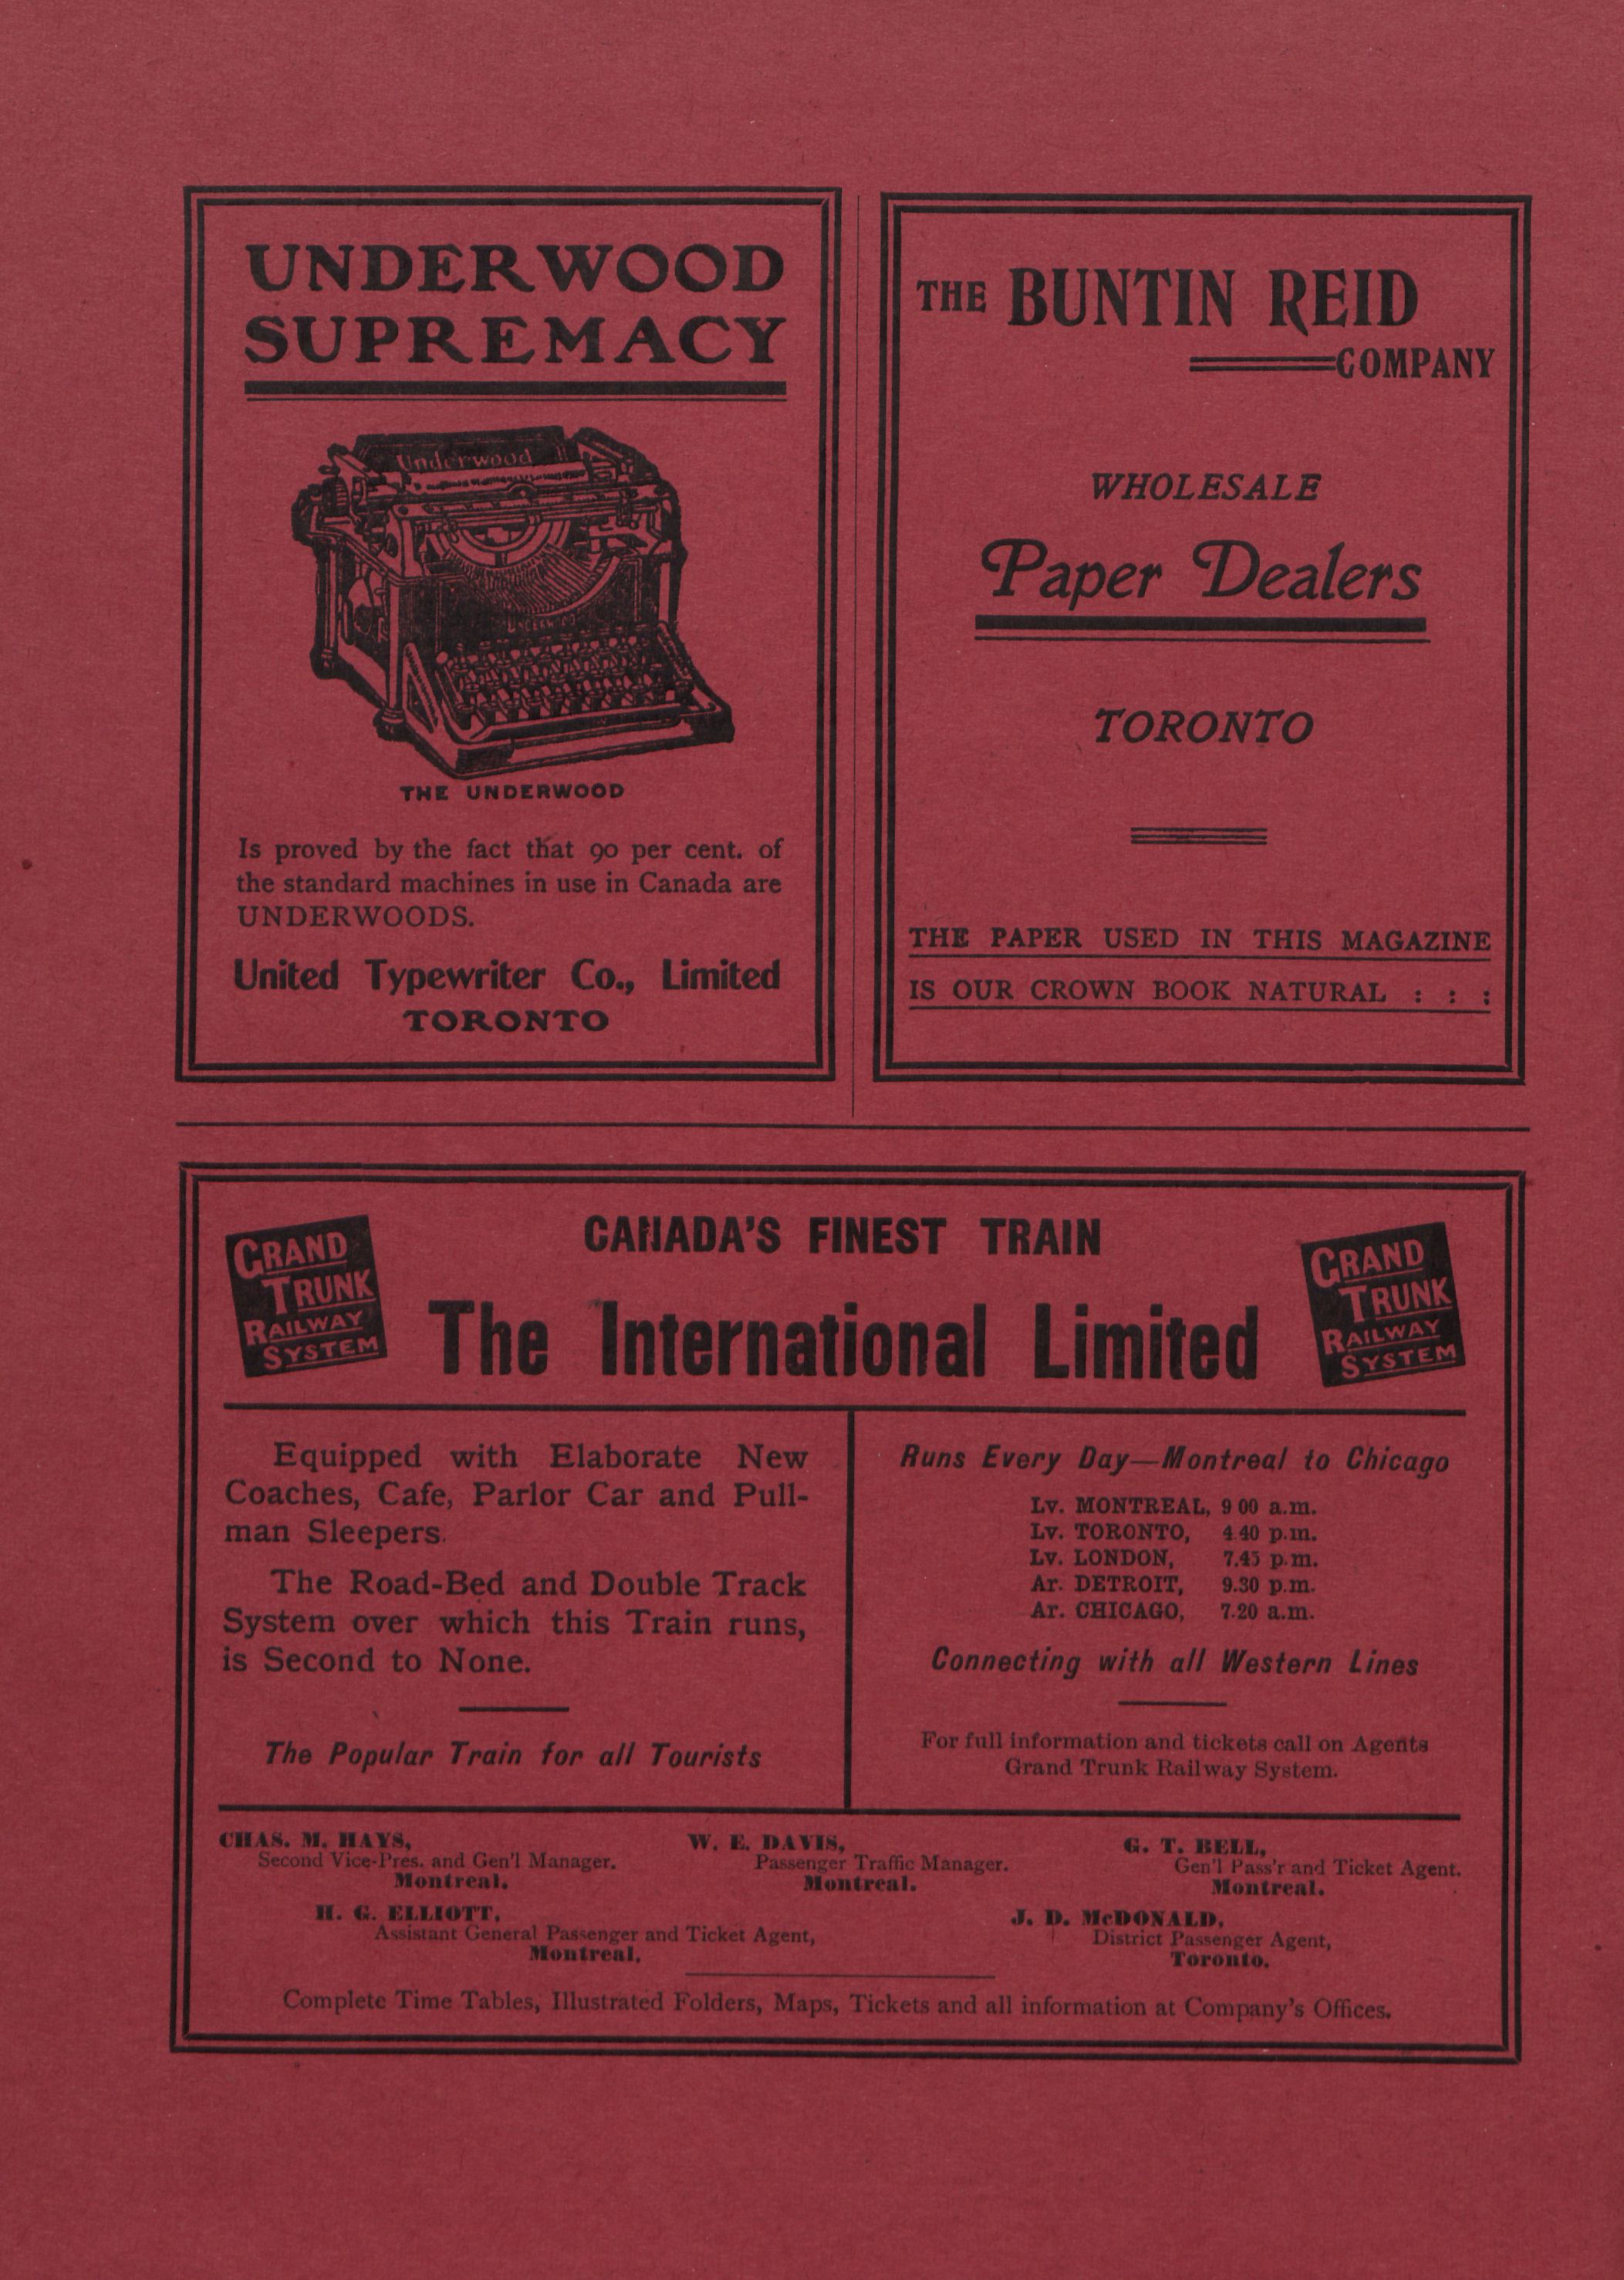 UNDERWOOD
SUPREMACY
Underwood
UNDERWOOD
THE UNDERWOOD
Is proved by the fact that 90 per cent. of
the standard machines in use in Canada are
UNDERWOODS.
United Typewriter Co., Limited
TORONTO
THE BUNTIN REID
COMPANY
WHOLESALE
Paper Dealers
TORONTO
THE PAPER USED IN THIS MAGAZINE
IS OUR CROWN BOOK NATURAL : : :
GRAND
TRUNK
RAILWAY
SYSTEM
CANADA'S FINEST TRAIN
The International Limited
GRAND
TRUNK
RAILWAY
SYSTEM
Equipped with Elaborate New
Coaches, Cafe, Parlor Car and Pull-
man Sleepers.
The Road-Bed and Double Track
System over which this Train runs,
is Second to None.
The Popular Train for all Tourists
Runs Every Day—Montreal to Chicago
Lv. MONTREAL, 9 00 a.m.
Lv. TORONTO, 4 40 p.m.
Lv. LONDON, 7.45 p.m.
Ar. DETROIT, 9.30 p.m.
Ar. CHICAGO, 7.20 a.m.
Connecting with all Western Lines
For full information and tickets call on Agents
Grand Trunk Railway System.
CHAS. M. HAYS,
Second Vice-Pres. and Gen'l Manager.
Montreal.
W. E. DAVIS,
Passenger Traffic Manager.
Montreal.
G. T. BELL,
Gen'l Pass'r and Ticket Agent.
Montreal.
H. G. ELLIOTT,
Assistant General Passenger and Ticket Agent,
Montreal,
J. D. McDONALD,
District Passenger Agent,
Toronto.
Complete Time Tables, Illustrated Folders, Maps, Tickets and all information at Company's Offices.